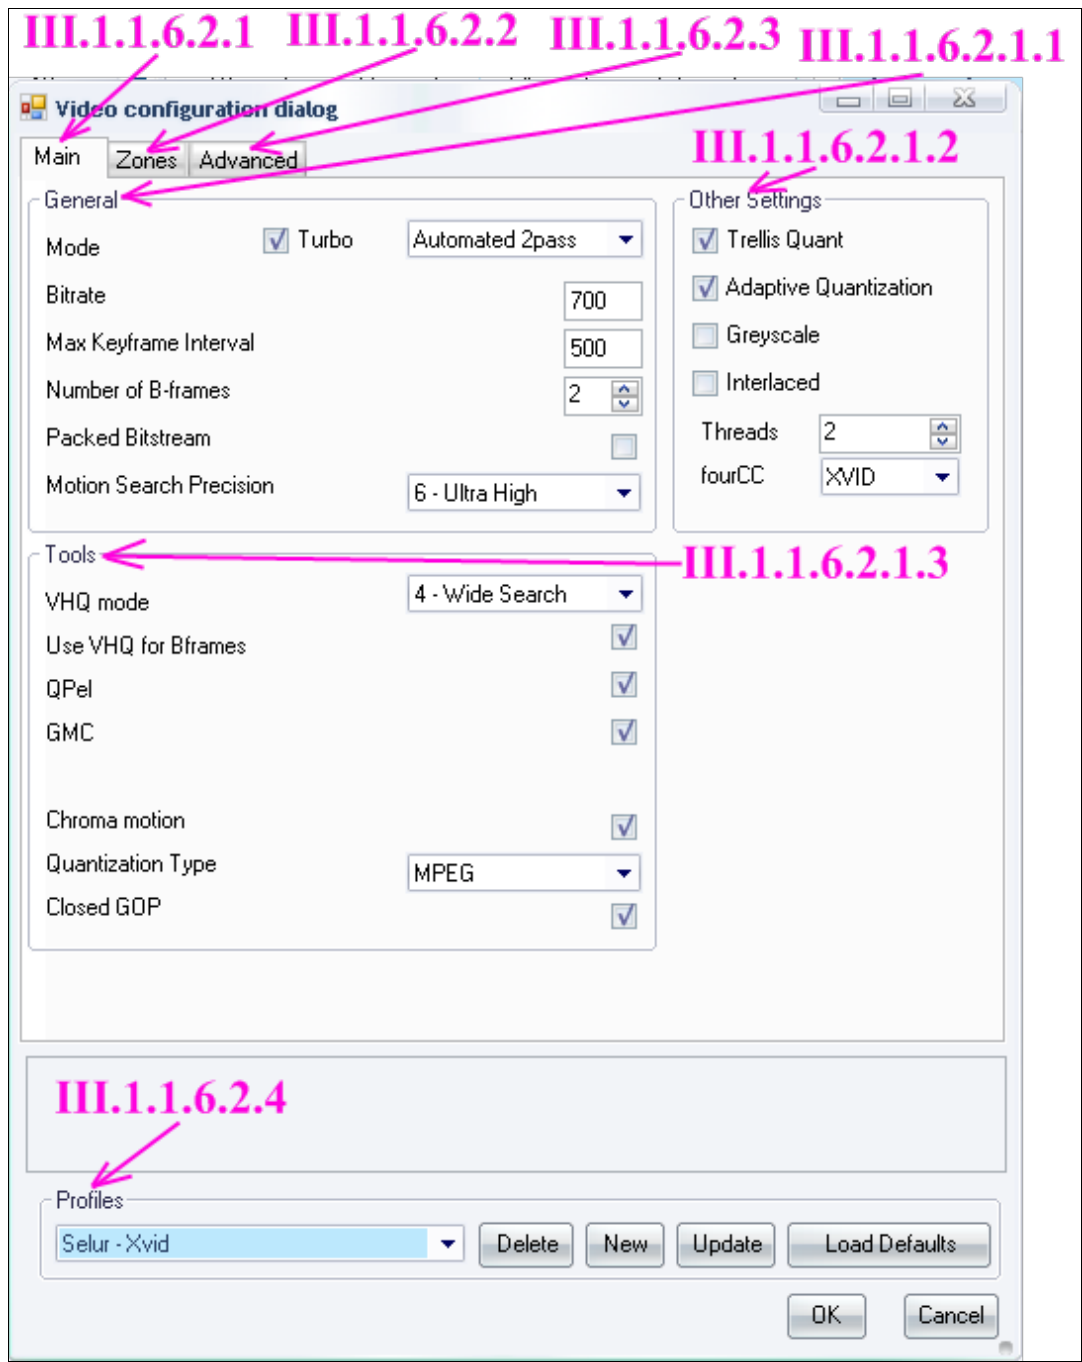 III.1.1.6.2.1 III.1.1.6.2.2 III.1.1.6.2.3 III.1.1.6.2.1.1
Video configuration dialog
Main Zones Advanced
III.1.1.6.2.1.2
General
Mode Turbo Automated 2pass
Bitrate 700
Max Keyframe Interval 500
Number of B-frames 2
Packed Bitstream
Motion Search Precision 6 - Ultra High
Other Settings
Trellis Quant
Adaptive Quantization
Greyscale
Interlaced
Threads 2
fourCC XVID
Tools
III.1.1.6.2.1.3
VHQ mode 4 - Wide Search
Use VHQ for Bframes
QPel
GMC
Chroma motion
Quantization Type MPEG
Closed GOP
III.1.1.6.2.4
Profiles
Selur - Xvid Delete New Update Load Defaults
OK Cancel